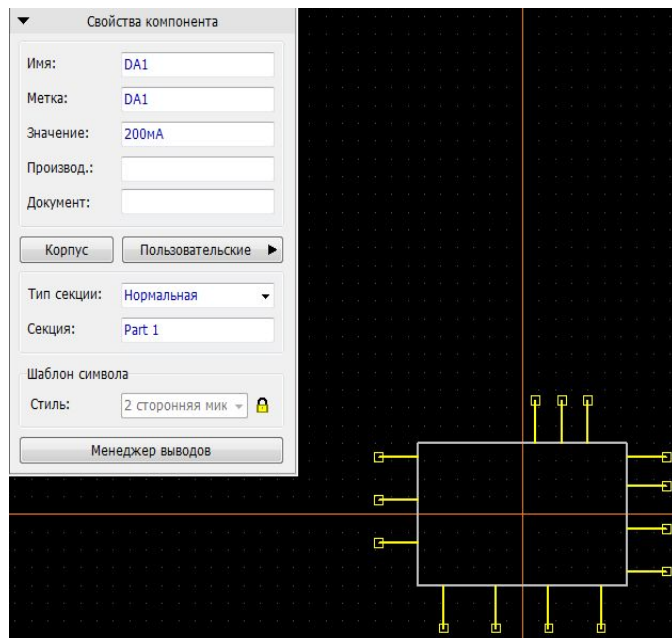 Свойства компонента
Имя: DA1
Метка: DA1
Значение: 200мА
Производ.:
Документ:
Корпус Пользовательские
Тип секции: Нормальная
Секция: Part 1
Шаблон символа
Стиль: 2 сторонняя мик
Менеджер выводов